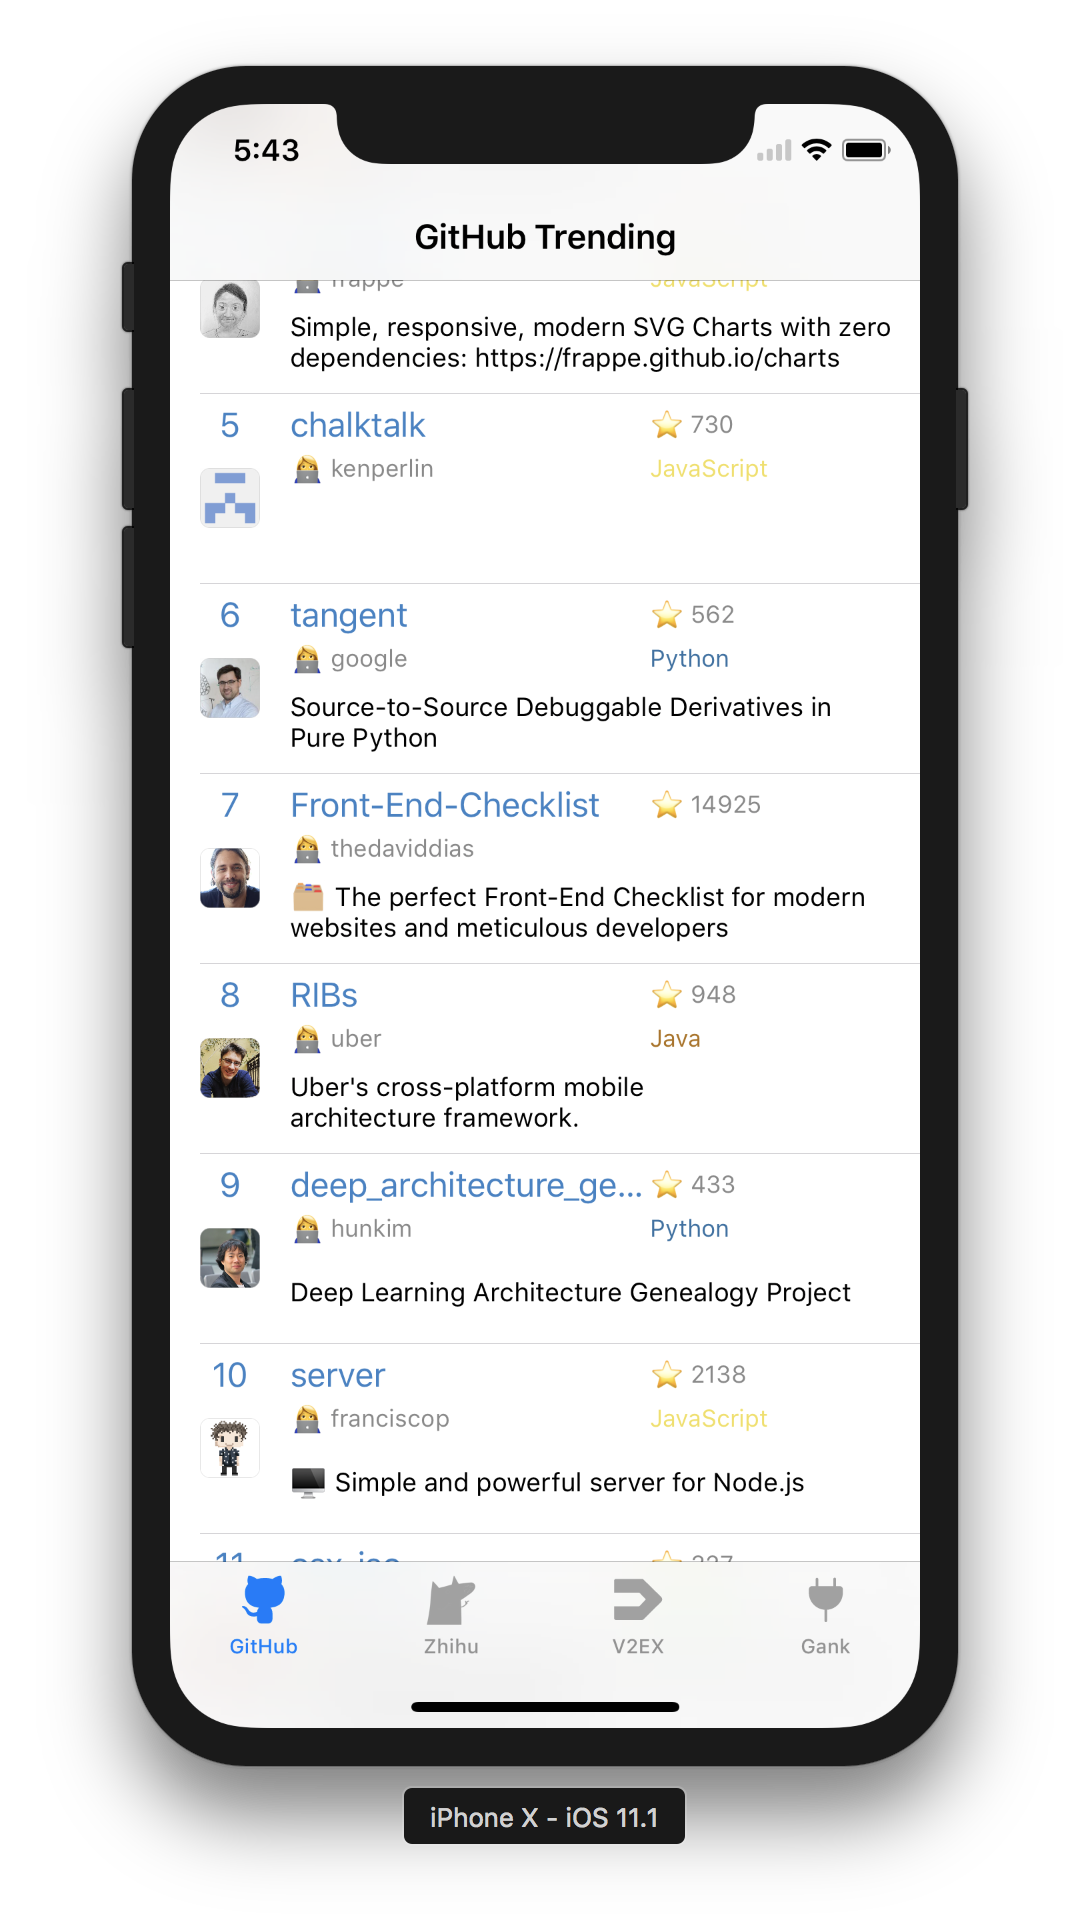 5:43
GitHub Trending
frappe JavaScript
Simple, responsive, modern SVG Charts with zero
dependencies: https://frappe.github.io/charts
5 chalktalk ⭐ 730
👩‍💻 kenperlin JavaScript
6 tangent ⭐ 562
👩‍💻 google Python
Source-to-Source Debuggable Derivatives in
Pure Python
7 Front-End-Checklist ⭐ 14925
👩‍💻 thedaviddias
🗂 The perfect Front-End Checklist for modern
websites and meticulous developers
8 RIBs ⭐ 948
👩‍💻 uber Java
Uber's cross-platform mobile
architecture framework.
9 deep_architecture_ge... ⭐ 433
👩‍💻 hunkim Python
Deep Learning Architecture Genealogy Project
10 server ⭐ 2138
👩‍💻 franciscop JavaScript
🖥 Simple and powerful server for Node.js
11
GitHub Zhihu V2EX Gank
iPhone X - iOS 11.1